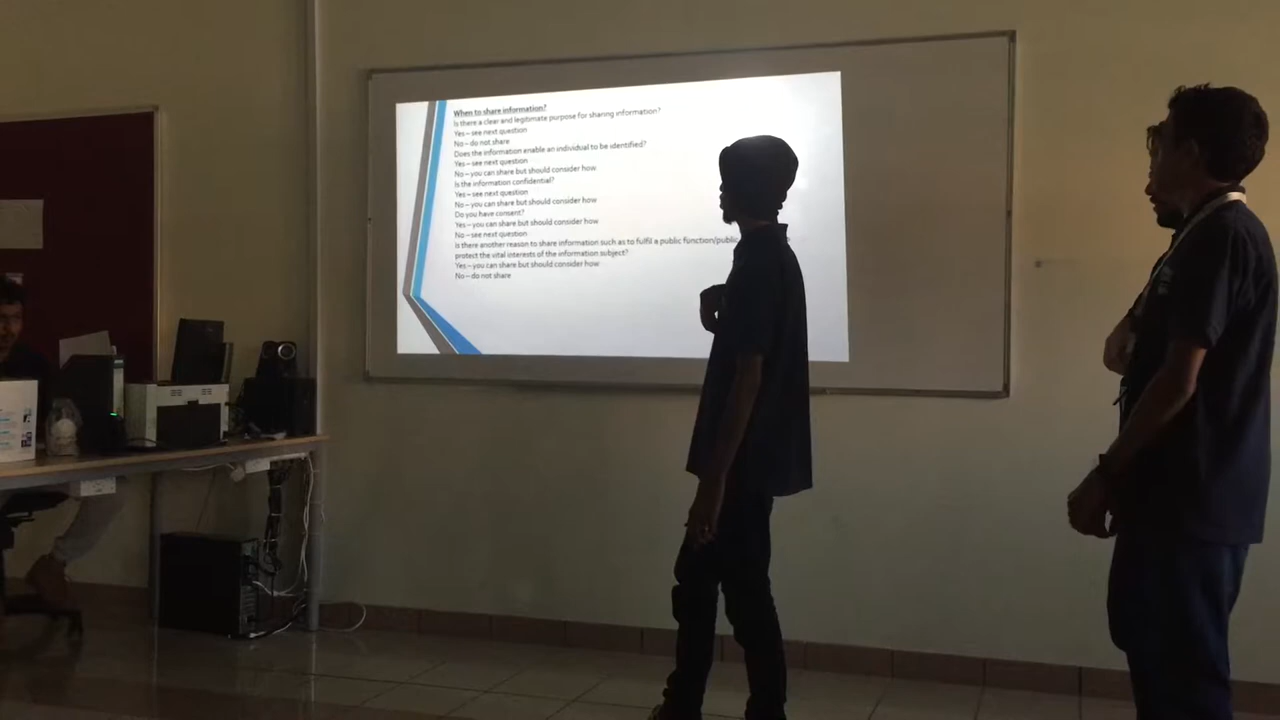 When to share information?
Is there a clear and legitimate purpose for sharing information?
Yes – see next question
No – do not share
Does the information enable an individual to be identified?
Yes – see next question
No – you can share but should consider how
Is the information confidential?
Yes – see next question
No – you can share but should consider how
Do you have consent?
Yes – you can share but should consider how
No – see next question
Is there another reason to share information such as to fulfil a public function/public
protect the vital interests of the information subject?
Yes – you can share but should consider how
No – do not share